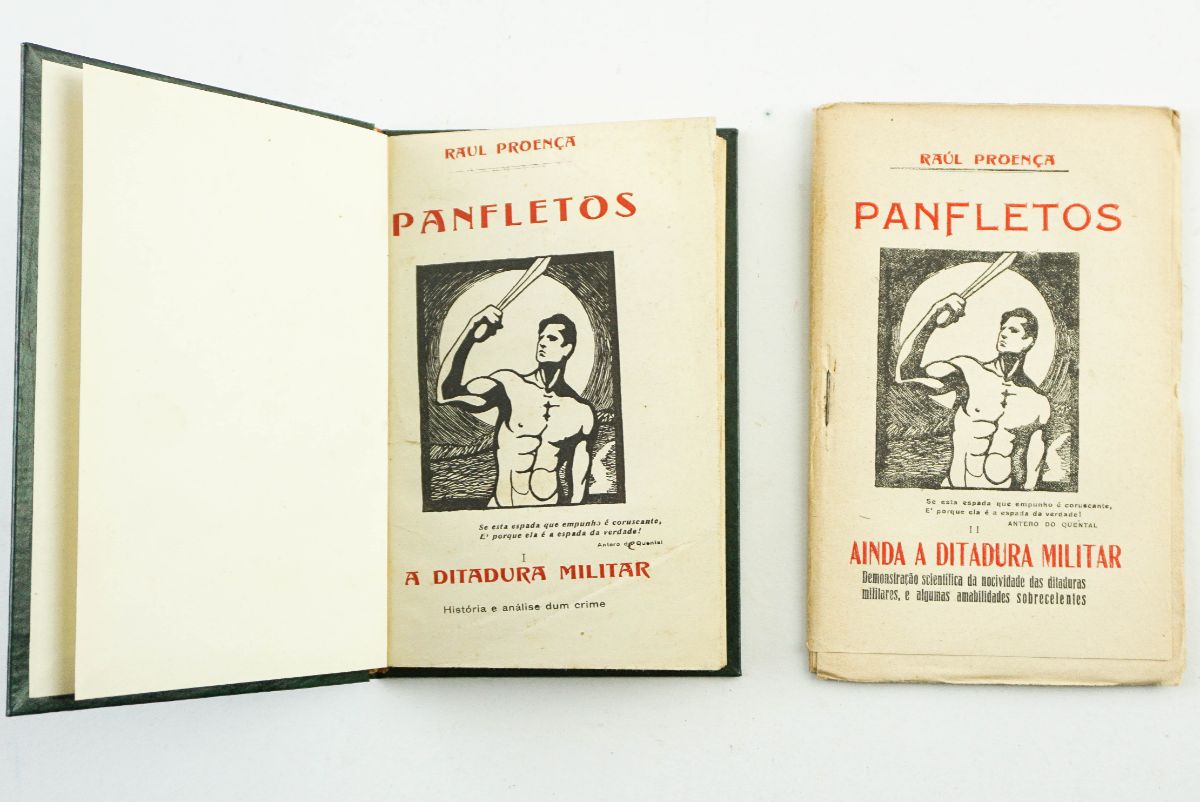 RAUL PROENÇA
PANFLETOS
Se esta espada que empunho é coruscante,
E' porque ela é a espada da verdade!
Antero de Quental
I
A DITADURA MILITAR
História e análise dum crime
RAÚL PROENÇA
PANFLETOS
Se esta espada que empunho é coruscante,
E' porque ela é a espada da verdade!
ANTERO DO QUENTAL
II
AINDA A DITADURA MILITAR
Demonstração scientífica da nocividade das ditaduras
militares, e algumas amabilidades sobrecelentes